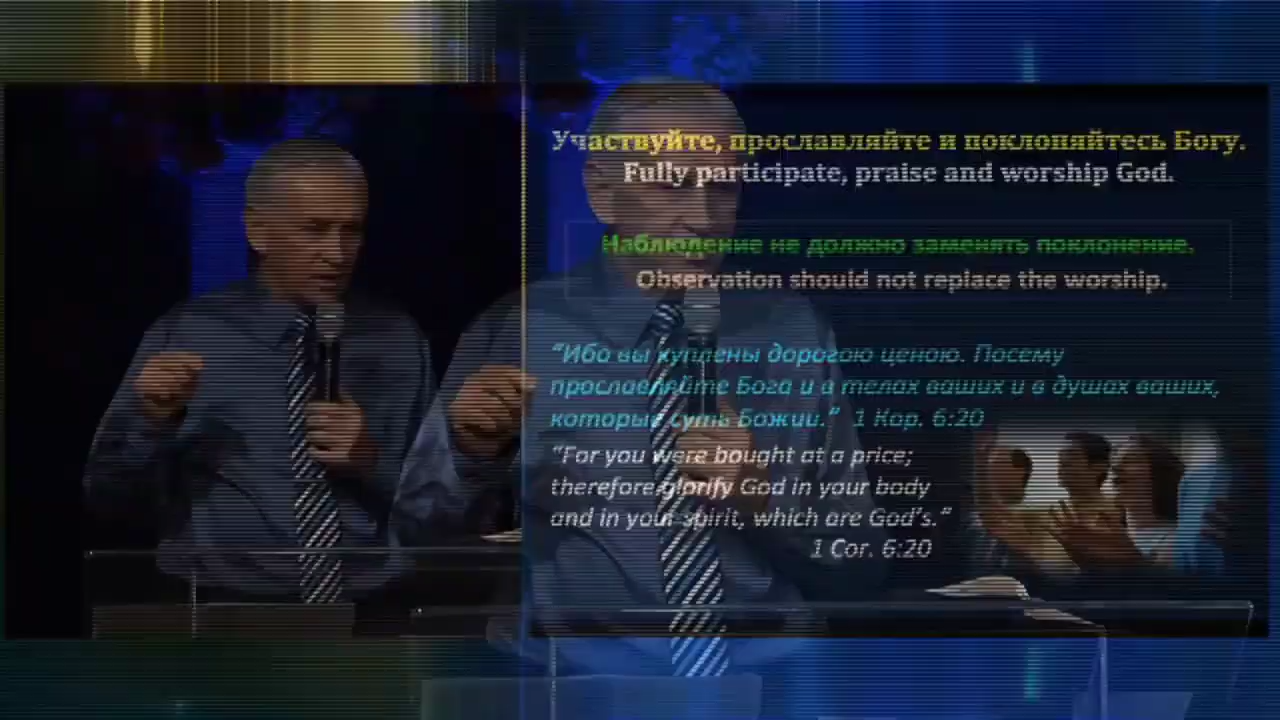 Участвуйте, прославляйте и поклоняйтесь Богу.
Fully participate, praise and worship God.
Наблюдение не должно заменять поклонение.
Observation should not replace the worship.
“Ибо вы куплены дорогою ценою. Посему
прославляйте Бога и в телах ваших и в душах ваших,
которые суть Божии.” 1 Кор. 6:20
“For you were bought at a price;
therefore glorify God in your body
and in your spirit, which are God’s.“
1 Cor. 6:20